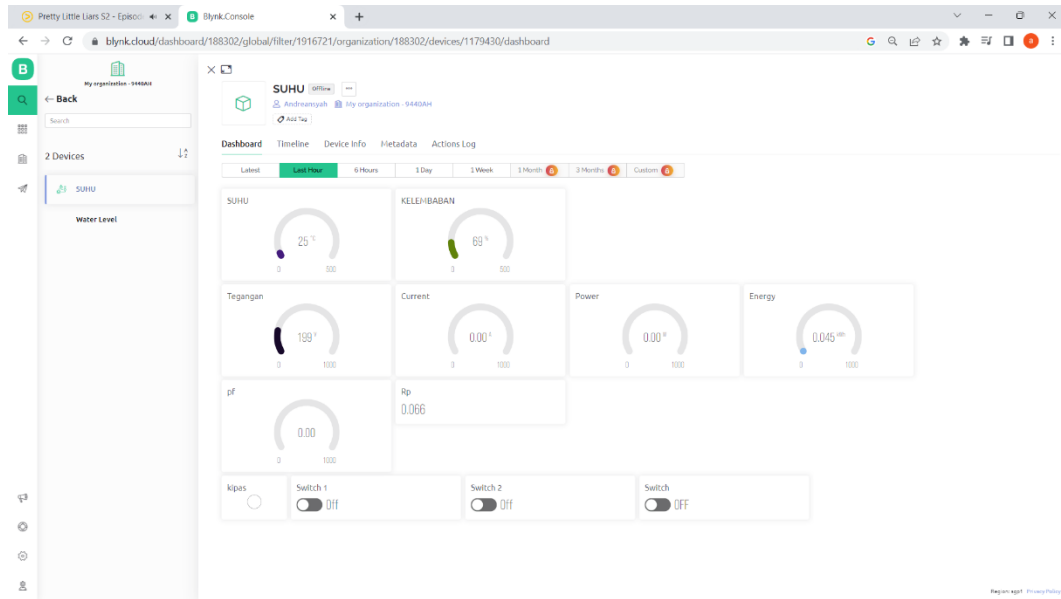 Pretty Little Liars S2 - Episod
Blynk.Console
blynk.cloud/dashboard/188302/global/filter/1916721/organization/188302/devices/1179430/dashboard
B
My organization - 9440AH
Back
Search
2 Devices
SUHU
Water Level
SUHU Offline
Andreansyah My organization - 9440AH
Add Tag
Dashboard Timeline Device Info Metadata Actions Log
Latest Last Hour 6 Hours 1 Day 1 Week 1 Month 3 Months Custom
SUHU
25 °C
0 500
KELEMBABAN
69 %
0 500
Tegangan
199
0 1000
Current
0.00
0 1000
Power
0.00
0 1000
Energy
0.045
0 1000
pf
0.00
0 1000
Rp
0.066
kipas
Switch 1
Off
Switch 2
Off
Switch
OFF
Privacy Policy